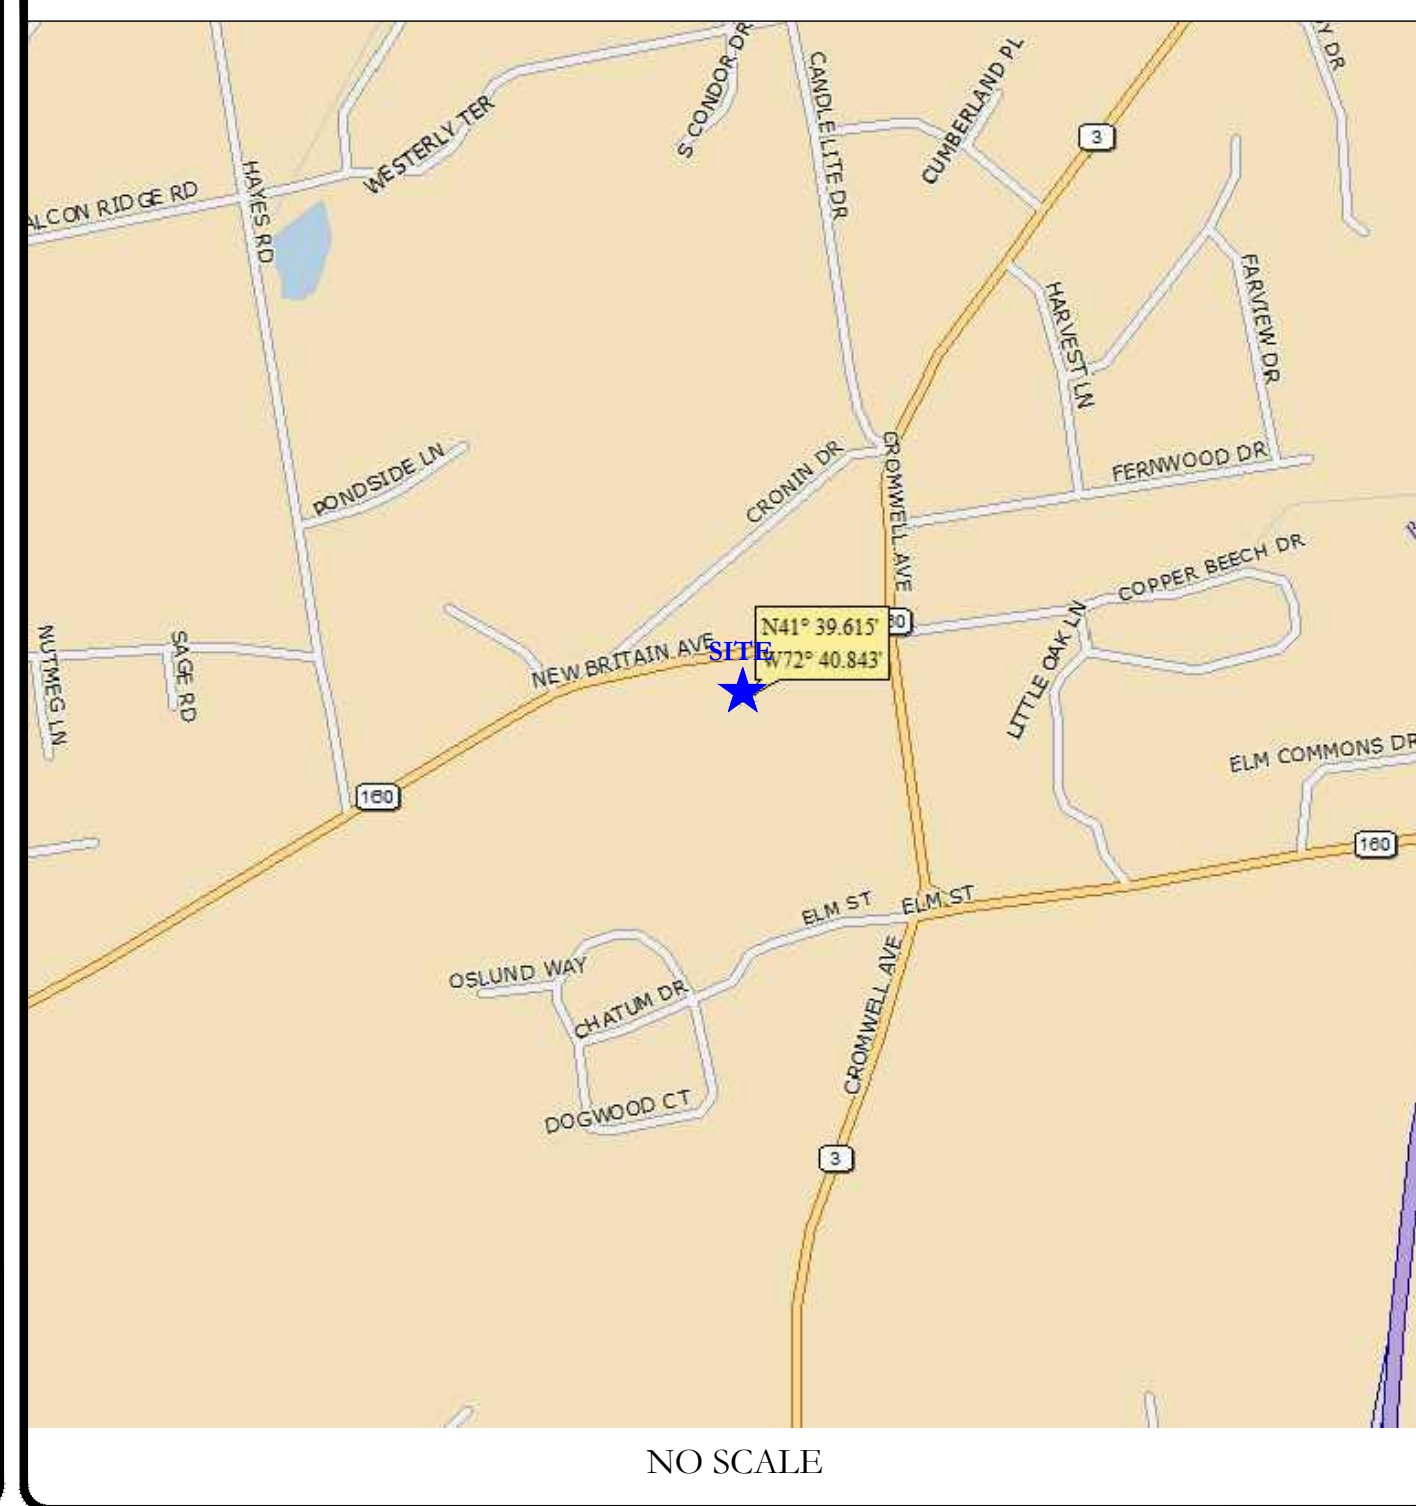 S CONDOR DR
CANDLE LITE DR
CUMBERLAND PL
Y DR
3
WESTERLY TER
ALCON RIDGE RD
HAYES RD
HARVEST LN
FARVIEW DR
PONDSIDE LN
CRONIN DR
CROMWELL AVE
FERNWOOD DR
COPPER BEECH DR
NUTMEG LN
SAGE RD
NEW BRITAIN AVE
SITE
N41° 39.615'
W72° 40.843'
LITTLE OAK LN
ELM COMMONS DR
160
160
ELM ST
ELM ST
OSLUND WAY
CHATUM DR
CROMWELL AVE
DOGWOOD CT
3
NO SCALE